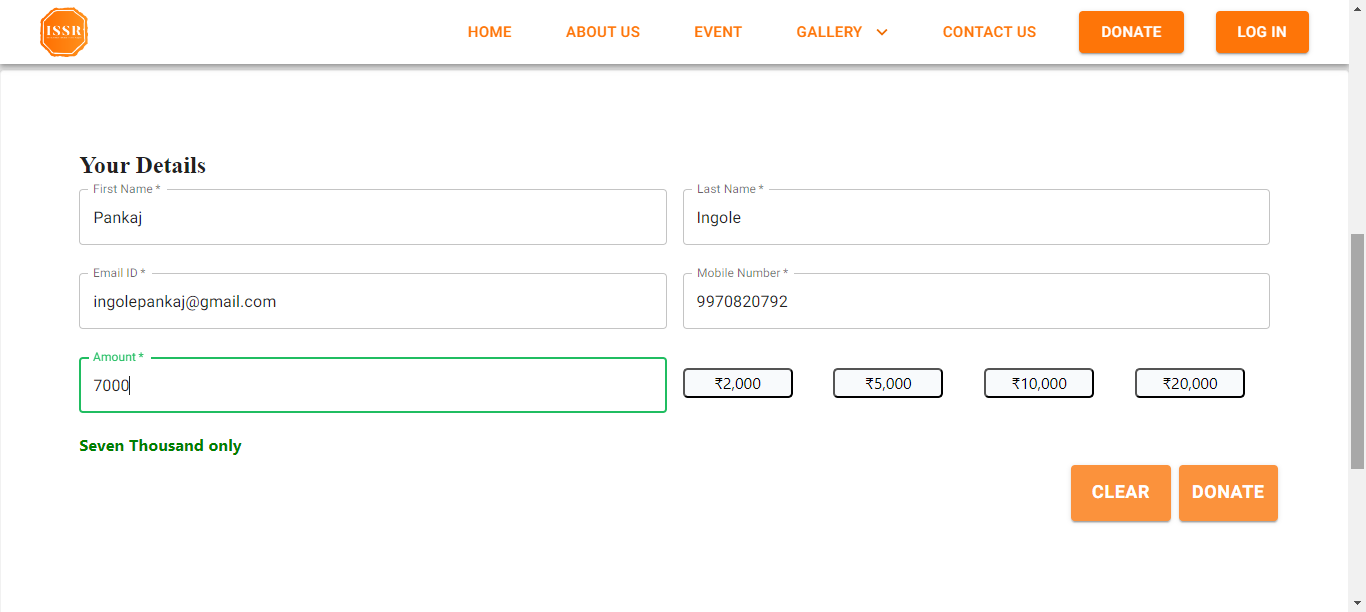 ISSR
HOME ABOUT US EVENT GALLERY CONTACT US DONATE LOG IN
Your Details
First Name *
Pankaj
Last Name *
Ingole
Email ID *
ingolepankaj@gmail.com
Mobile Number *
9970820792
Amount *
7000
₹2,000 ₹5,000 ₹10,000 ₹20,000
Seven Thousand only
CLEAR DONATE